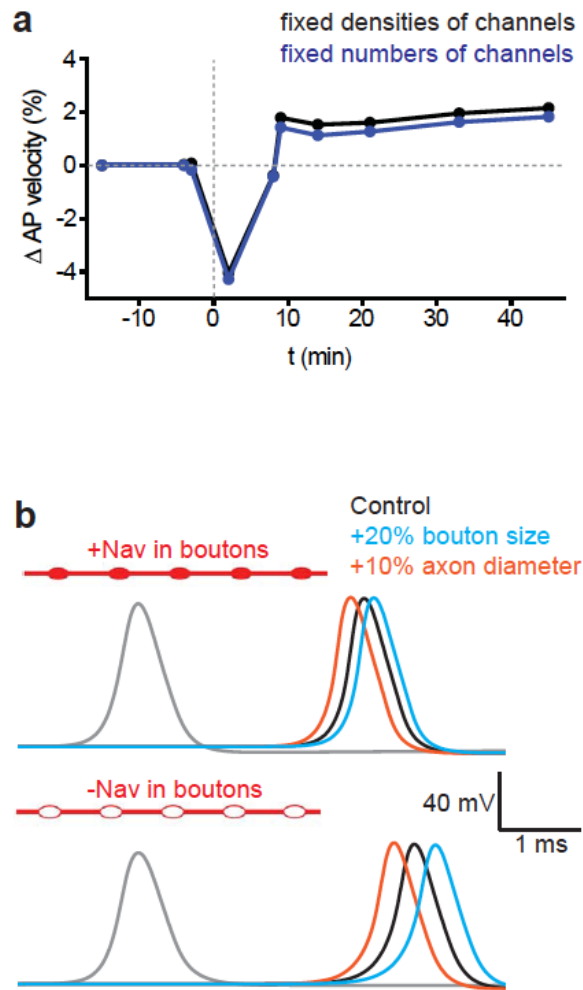 a
fixed densities of channels
fixed numbers of channels
4
2
0
-2
-4
Δ AP velocity (%)
-10 0 10 20 30 40
t (min)
b
Control
+20% bouton size
+10% axon diameter
+Nav in boutons
-Nav in boutons
40 mV
1 ms